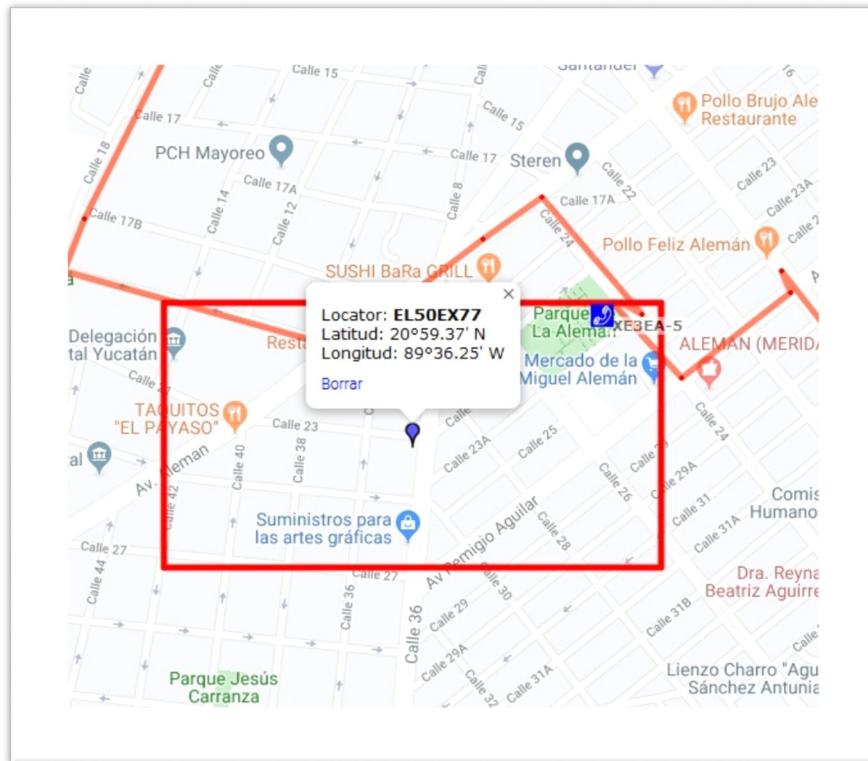 Santander
Calle 15
Calle
Calle 17
Calle 18
Calle 15
Pollo Brujo Ale
Restaurante
PCH Mayoreo
Calle 17
Steren
Calle 22
Calle 23
Calle 23A
Calle 17A
Calle 14
Calle 12
Calle 8
Calle 17A
Calle 17B
Calle 24
Pollo Feliz Alemán
SUSHI BaRa GRILL
Locator: EL50EX77
Latitud: 20°59.37' N
Longitud: 89°36.25' W
Borrar
Parque
La Alemán
XE3EA-5
Delegación
tal Yucatán
Resta
ALEMAN (MERIDA
Mercado de la
Miguel Alemán
Calle 21
TAQUITOS
"EL PAYASO"
Calle 23
Calle 24
Calle 23A
Calle 25
Calle 29
Calle 29A
Av. Aleman
Calle 42
Calle 40
Calle 38
Calle 26
Calle 31
Calle 31A
Comis
Humano
Suministros para
las artes gráficas
Av Remigio Aguilar
Calle 28
Calle 27
Calle 27
Calle 44
Calle 36
Calle 30
Dra. Reyna
Beatriz Aguirre
Calle 29
Calle 36
Calle 31B
Calle 29A
Calle 32
Calle 31A
Parque Jesús
Carranza
Lienzo Charro "Agu
Sánchez Antunia